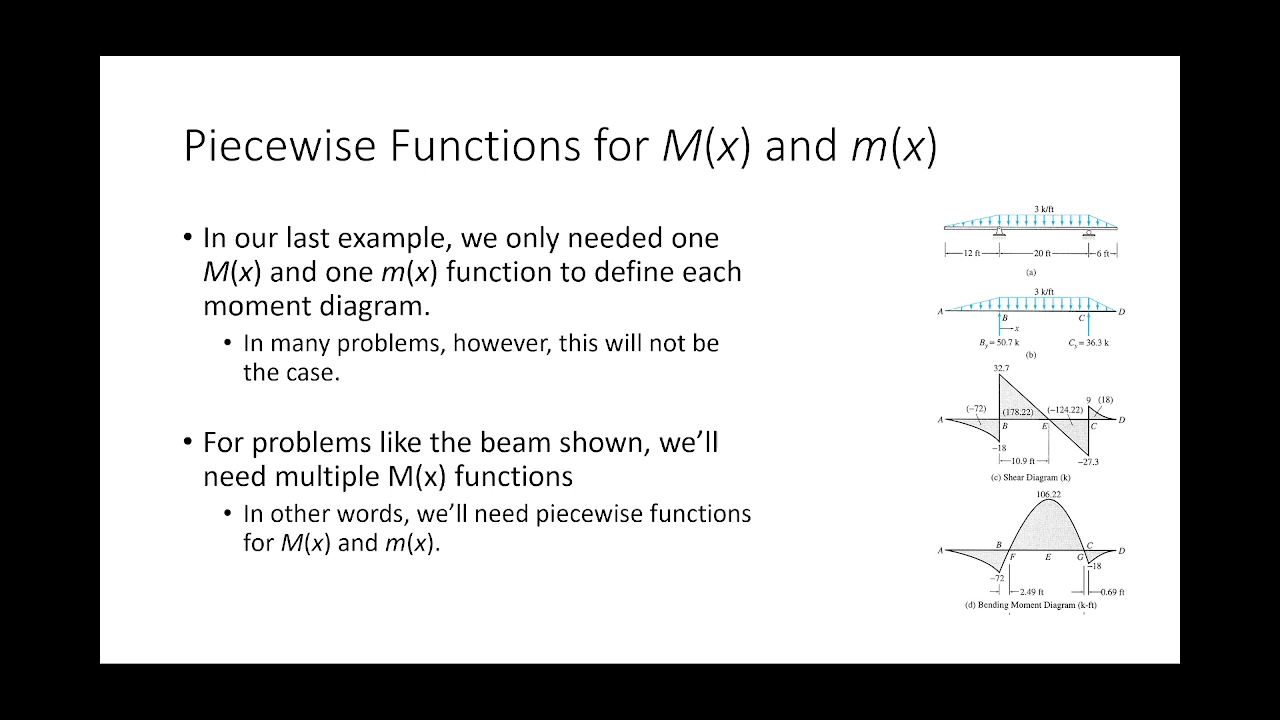 Piecewise Functions for M(x) and m(x)
• In our last example, we only needed one
M(x) and one m(x) function to define each
moment diagram.
• In many problems, however, this will not be
the case.
• For problems like the beam shown, we'll
need multiple M(x) functions
• In other words, we'll need piecewise functions
for M(x) and m(x).
3 k/ft
12 ft 20 ft 6 ft
(a)
3 k/ft
A B C D
x
By = 50.7 k Cy = 36.3 k
(b)
32.7
9 (18)
(−72) (178.22) (−124.22)
A B E C D
−18
10.9 ft −27.3
(c) Shear Diagram (k)
106.22
B C
A F E G D
−18
−72
2.49 ft 0.69 ft
(d) Bending Moment Diagram (k-ft)